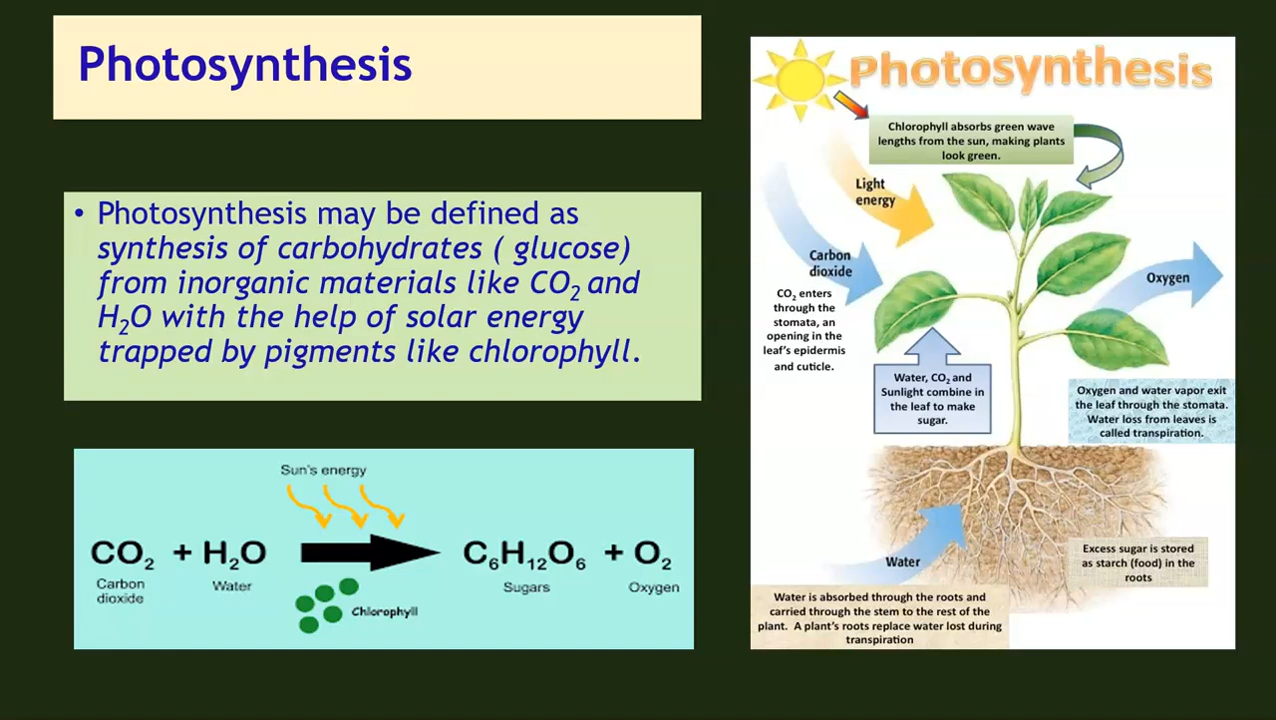 Photosynthesis
• Photosynthesis may be defined as
synthesis of carbohydrates ( glucose)
from inorganic materials like CO₂ and
H₂O with the help of solar energy
trapped by pigments like chlorophyll.
Sun's energy
CO₂ + H₂O C₆H₁₂O₆ + O₂
Carbon
dioxide
Water
Sugars
Oxygen
Chlorophyll
Photosynthesis
Chlorophyll absorbs green wave
lengths from the sun, making plants
look green.
Light
energy
Carbon
dioxide
CO₂ enters
through the
stomata, an
opening in the
leaf's epidermis
and cuticle.
Oxygen
Water, CO₂ and
Sunlight combine in
the leaf to make
sugar.
Oxygen and water vapor exit
the leaf through the stomata.
Water loss from leaves is
called transpiration.
Water
Excess sugar is stored
as starch (food) in the
roots
Water is absorbed through the roots and
carried through the stem to the rest of the
plant. A plant's roots replace water lost during
transpiration